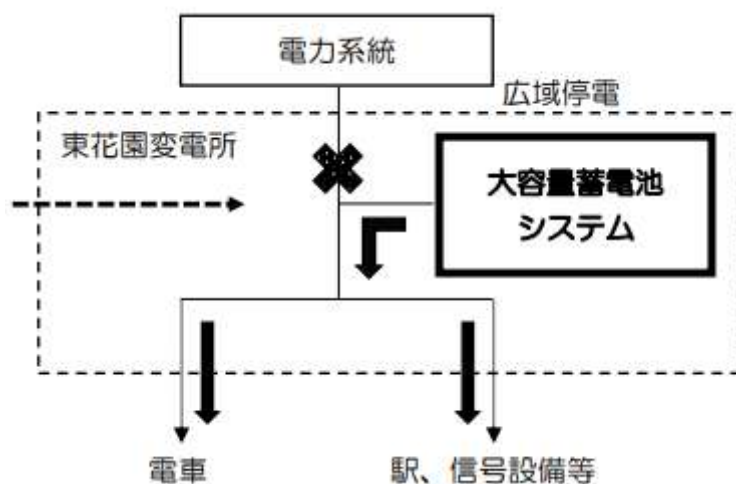 電力系統
広域停電
東花園変電所
大容量蓄電池
システム
電車
駅、信号設備等